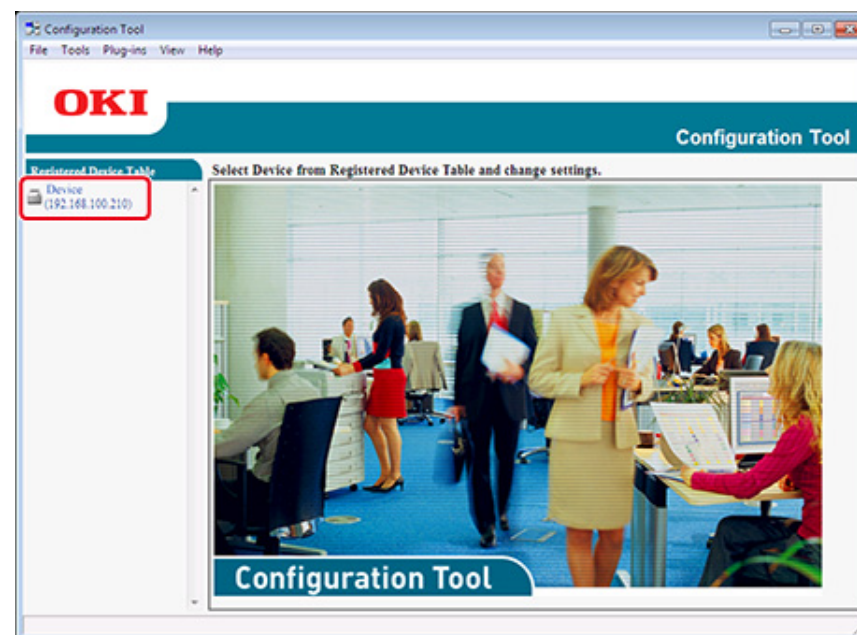 Configuration Tool
File Tools Plug-ins View Help
OKI
Configuration Tool
Registered Device Table
Select Device from Registered Device Table and change settings.
Device
(192.168.100.210)
Configuration Tool